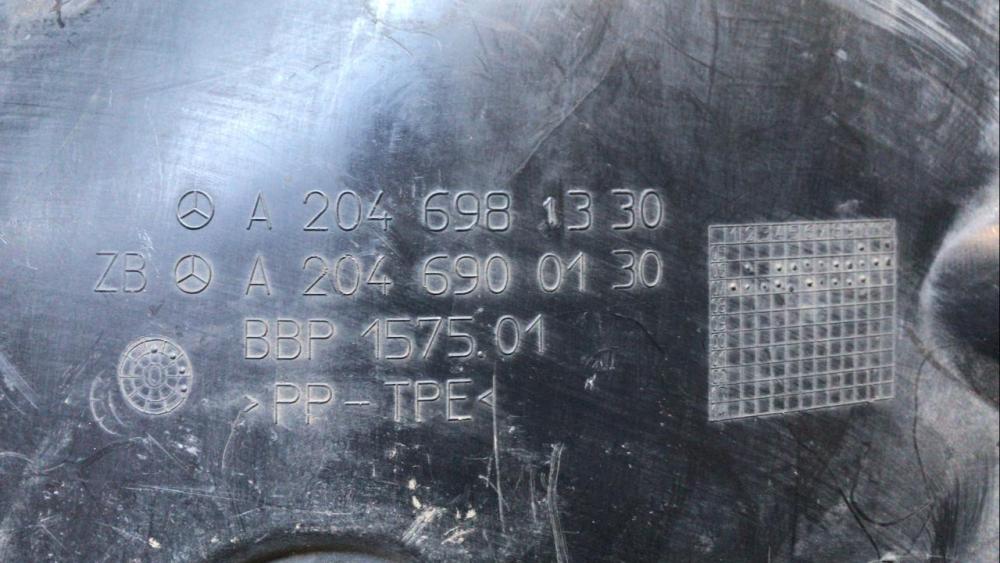 A 204 698 13 30
ZB A 204 690 01 30
BBP 1575.01
>PP-TPE<